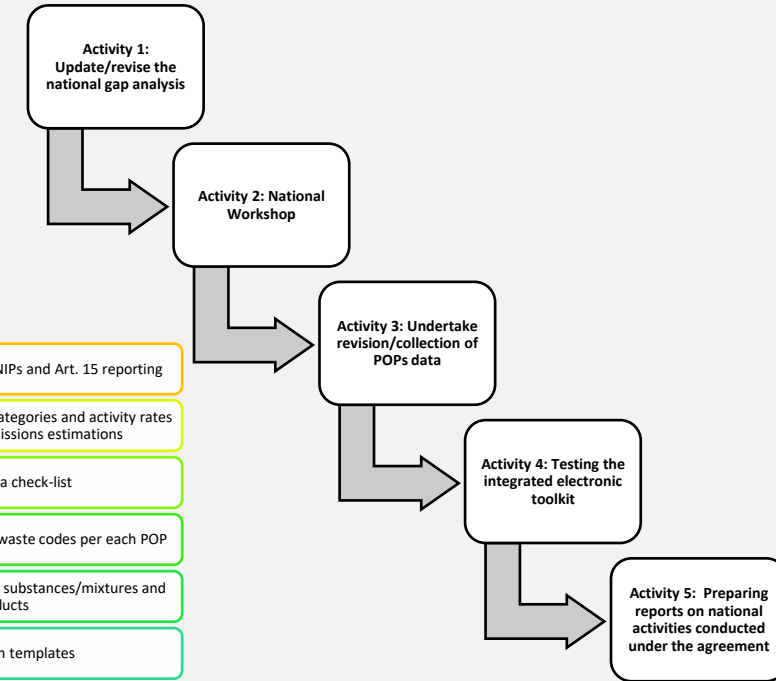 Activity 1:
Update/revise the
national gap analysis
Activity 2: National
Workshop
Activity 3: Undertake
revision/collection of
POPs data
Activity 4: Testing the
integrated electronic
toolkit
Activity 5: Preparing
reports on national
activities conducted
under the agreement
NIPs and Art. 15 reporting
ategories and activity rates
issions estimations
a check-list
waste codes per each POP
substances/mixtures and
ducts
templates